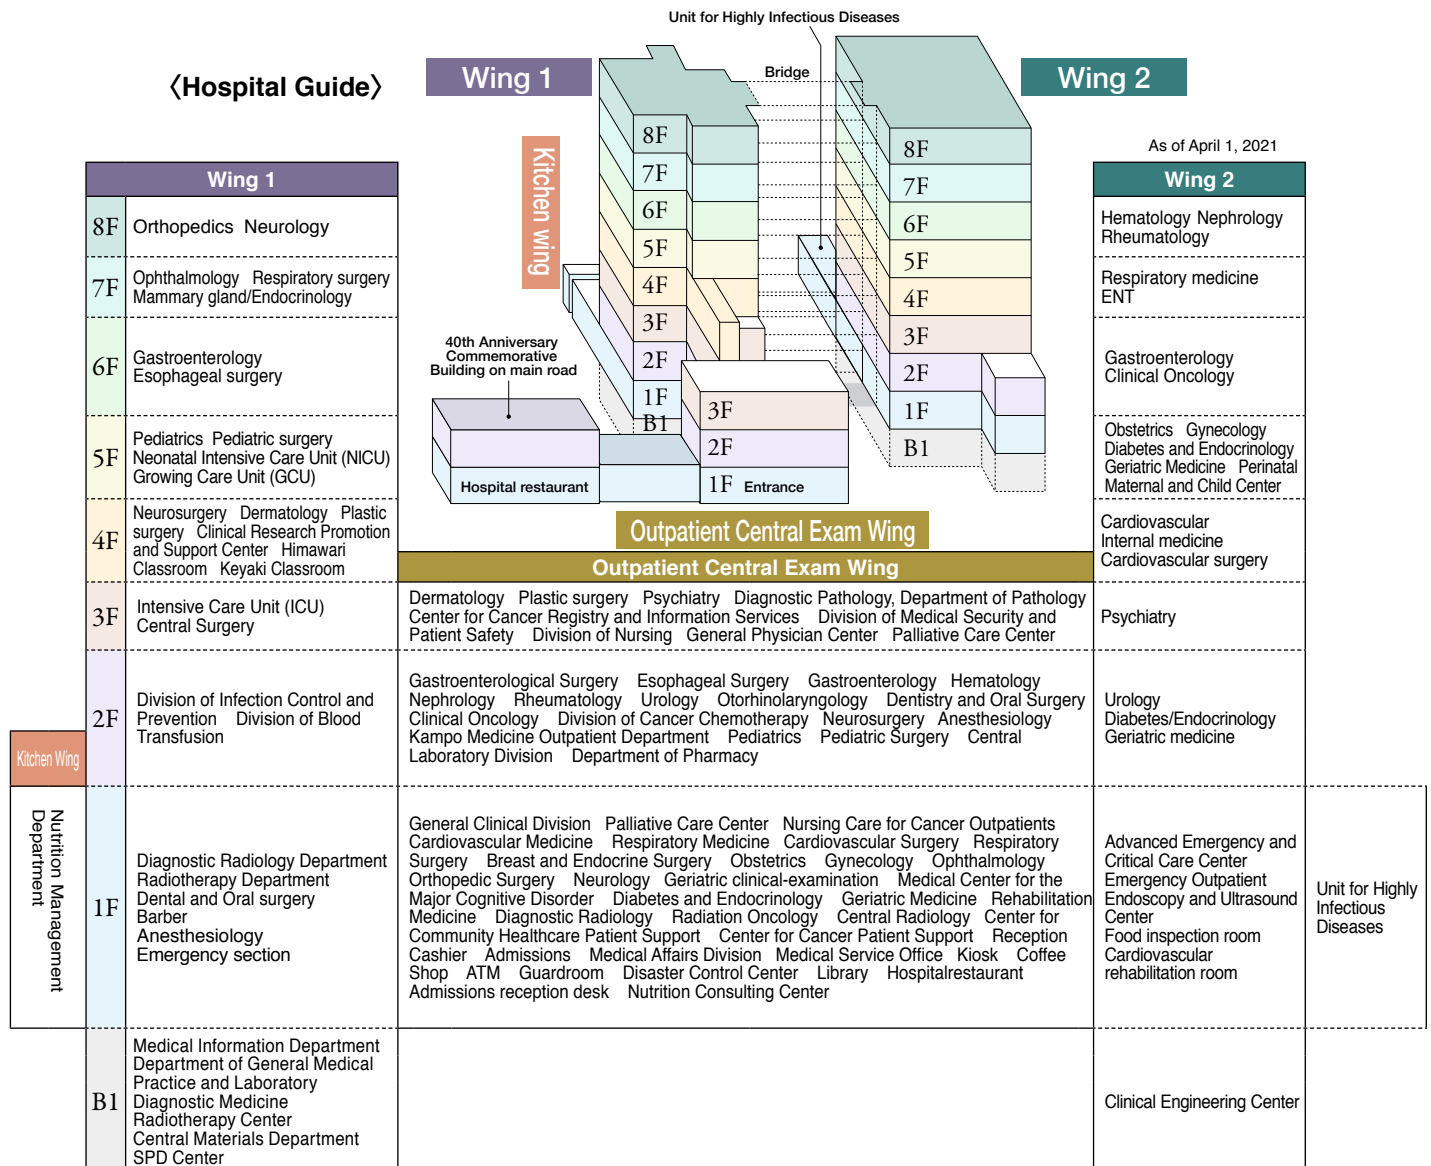 Unit for Highly Infectious Diseases
〈Hospital Guide〉
Wing 1
Bridge
Wing 2
As of April 1, 2021
Kitchen wing
8F
7F
6F
5F
4F
3F
2F
1F
B1
8F
7F
6F
5F
4F
3F
2F
1F
B1
40th Anniversary
Commemorative
Building on main road
3F
2F
1F Entrance
Hospital restaurant
Outpatient Central Exam Wing
Wing 1
8F
Orthopedics Neurology
7F
Ophthalmology Respiratory surgery
Mammary gland/Endocrinology
6F
Gastroenterology
Esophageal surgery
5F
Pediatrics Pediatric surgery
Neonatal Intensive Care Unit (NICU)
Growing Care Unit (GCU)
4F
Neurosurgery Dermatology Plastic
surgery Clinical Research Promotion
and Support Center Himawari
Classroom Keyaki Classroom
3F
Intensive Care Unit (ICU)
Central Surgery
2F
Division of Infection Control and
Prevention Division of Blood
Transfusion
1F
Diagnostic Radiology Department
Radiotherapy Department
Dental and Oral surgery
Barber
Anesthesiology
Emergency section
B1
Medical Information Department
Department of General Medical
Practice and Laboratory
Diagnostic Medicine
Radiotherapy Center
Central Materials Department
SPD Center
Kitchen Wing
Nutrition Management
Department
Outpatient Central Exam Wing
Dermatology Plastic surgery Psychiatry Diagnostic Pathology, Department of Pathology
Center for Cancer Registry and Information Services Division of Medical Security and
Patient Safety Division of Nursing General Physician Center Palliative Care Center
Gastroenterological Surgery Esophageal Surgery Gastroenterology Hematology
Nephrology Rheumatology Urology Otorhinolaryngology Dentistry and Oral Surgery
Clinical Oncology Division of Cancer Chemotherapy Neurosurgery Anesthesiology
Kampo Medicine Outpatient Department Pediatrics Pediatric Surgery Central
Laboratory Division Department of Pharmacy
General Clinical Division Palliative Care Center Nursing Care for Cancer Outpatients
Cardiovascular Medicine Respiratory Medicine Cardiovascular Surgery Respiratory
Surgery Breast and Endocrine Surgery Obstetrics Gynecology Ophthalmology
Orthopedic Surgery Neurology Geriatric clinical-examination Medical Center for the
Major Cognitive Disorder Diabetes and Endocrinology Geriatric Medicine Rehabilitation
Medicine Diagnostic Radiology Radiation Oncology Central Radiology Center for
Community Healthcare Patient Support Center for Cancer Patient Support Reception
Cashier Admissions Medical Affairs Division Medical Service Office Kiosk Coffee
Shop ATM Guardroom Disaster Control Center Library Hospitalrestaurant
Admissions reception desk Nutrition Consulting Center
Wing 2
Hematology Nephrology
Rheumatology
Respiratory medicine
ENT
Gastroenterology
Clinical Oncology
Obstetrics Gynecology
Diabetes and Endocrinology
Geriatric Medicine Perinatal
Maternal and Child Center
Cardiovascular
Internal medicine
Cardiovascular surgery
Psychiatry
Urology
Diabetes/Endocrinology
Geriatric medicine
Advanced Emergency and
Critical Care Center
Emergency Outpatient
Endoscopy and Ultrasound
Center
Food inspection room
Cardiovascular
rehabilitation room
Clinical Engineering Center
Unit for Highly
Infectious
Diseases